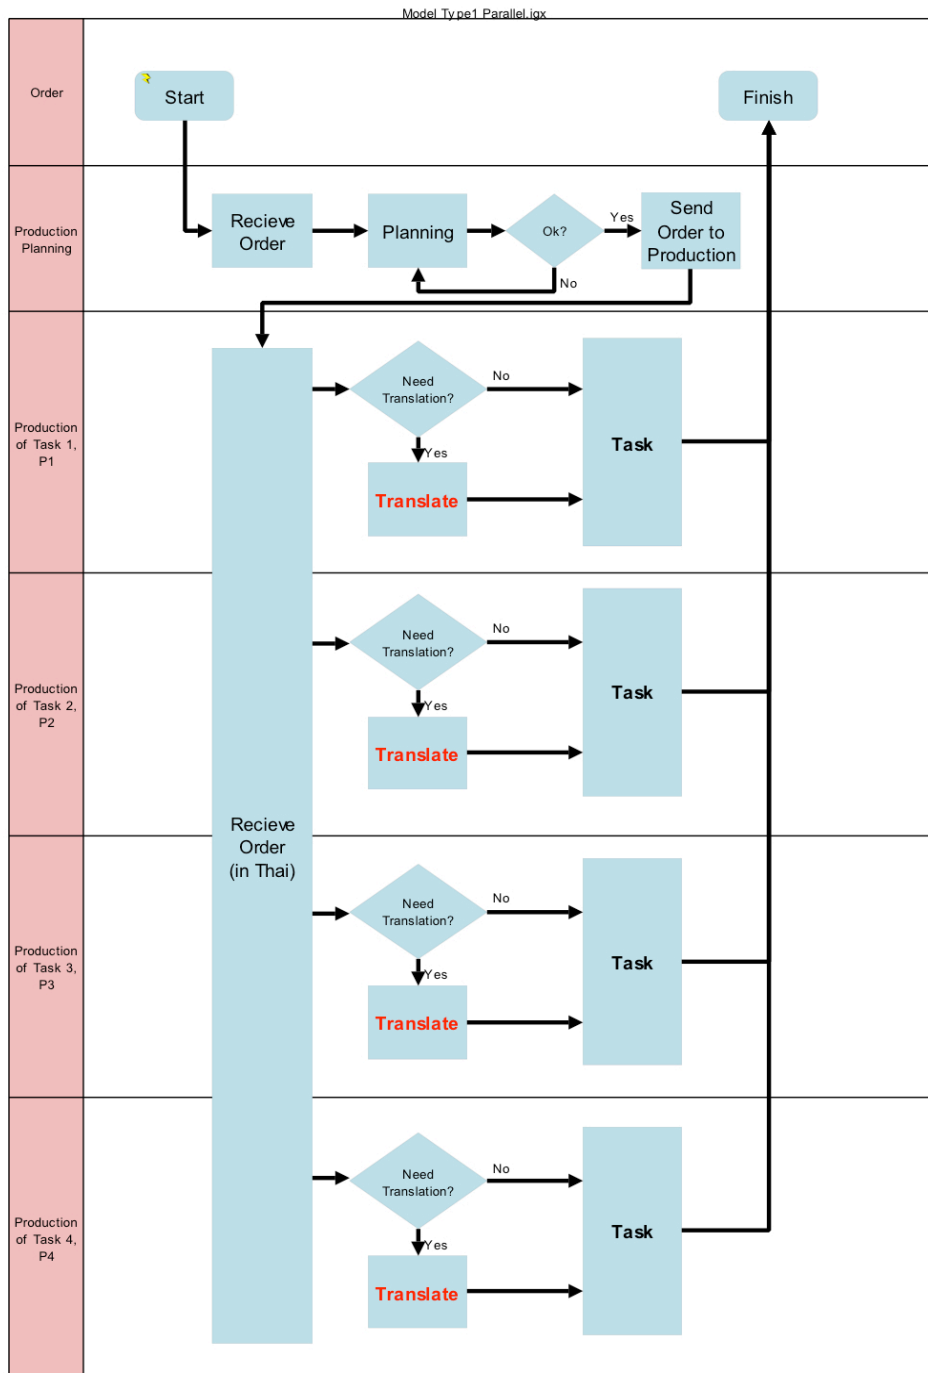 Model Type1 Parallel.igx
Order
Start
Finish
Production
Planning
Recieve
Order
Planning
Ok?
Yes
No
Send
Order to
Production
Production
of Task 1,
P1
Need
Translation?
No
Yes
Translate
Task
Production
of Task 2,
P2
Need
Translation?
No
Yes
Translate
Task
Recieve
Order
(in Thai)
Production
of Task 3,
P3
Need
Translation?
No
Yes
Translate
Task
Production
of Task 4,
P4
Need
Translation?
No
Yes
Translate
Task